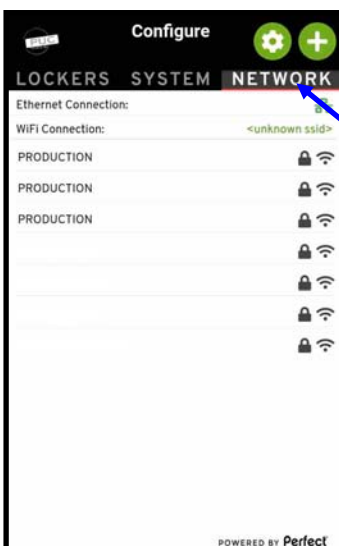 PUC
Configure
LOCKERS SYSTEM NETWORK
Ethernet Connection:
WiFi Connection: <unknown ssid>
PRODUCTION
PRODUCTION
PRODUCTION
POWERED BY Perfect